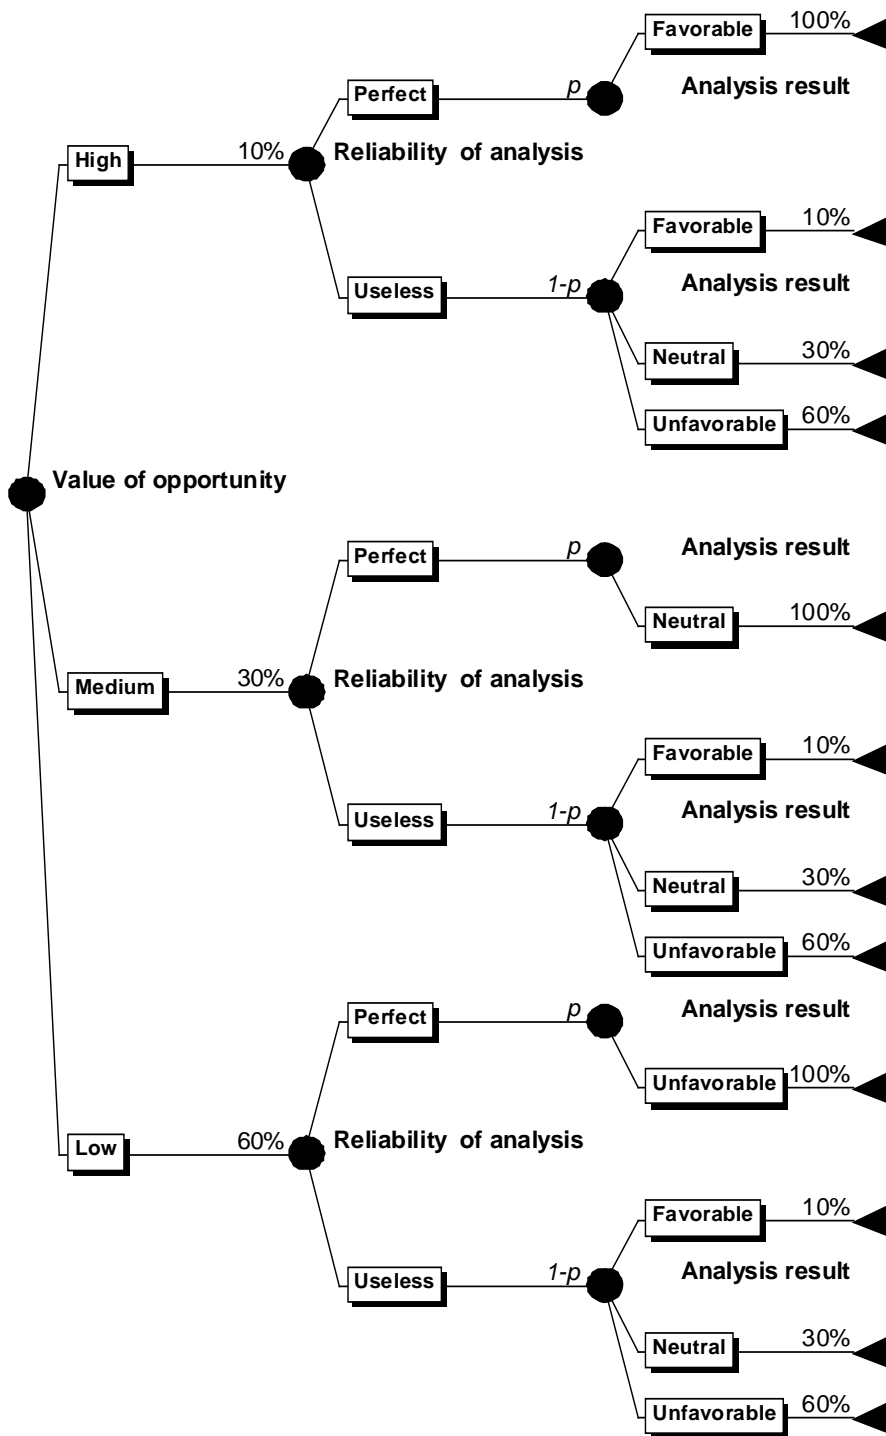 Favorable 100%
Perfect p Analysis result
High 10% Reliability of analysis
Favorable 10%
Useless 1-p Analysis result
Neutral 30%
Unfavorable 60%
Value of opportunity
Perfect p Analysis result
Neutral 100%
Medium 30% Reliability of analysis
Favorable 10%
Useless 1-p Analysis result
Neutral 30%
Unfavorable 60%
Perfect p Analysis result
Unfavorable 100%
Low 60% Reliability of analysis
Favorable 10%
Useless 1-p Analysis result
Neutral 30%
Unfavorable 60%